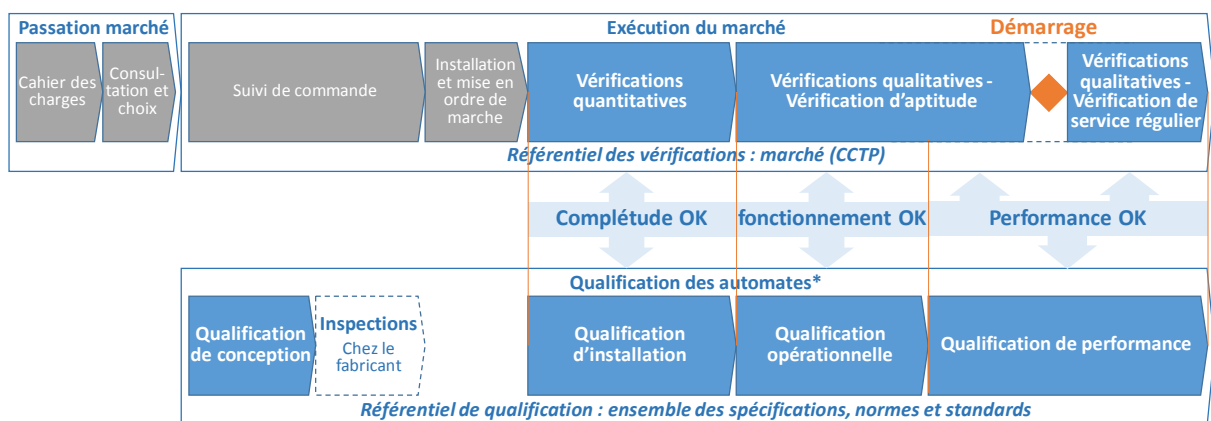 Passation marché
Exécution du marché
Démarrage
Cahier des
charges
Consul-
tation et
choix
Suivi de commande
Installation
et mise en
ordre de
marche
Vérifications
quantitatives
Vérifications qualitatives -
Vérification d'aptitude
Vérifications
qualitatives -
Vérification de
service régulier
Référentiel des vérifications : marché (CCTP)
Complétude OK
fonctionnement OK
Performance OK
Qualification des automates*
Qualification
de conception
Inspections
Chez le
fabricant
Qualification
d'installation
Qualification
opérationnelle
Qualification de performance
Référentiel de qualification : ensemble des spécifications, normes et standards